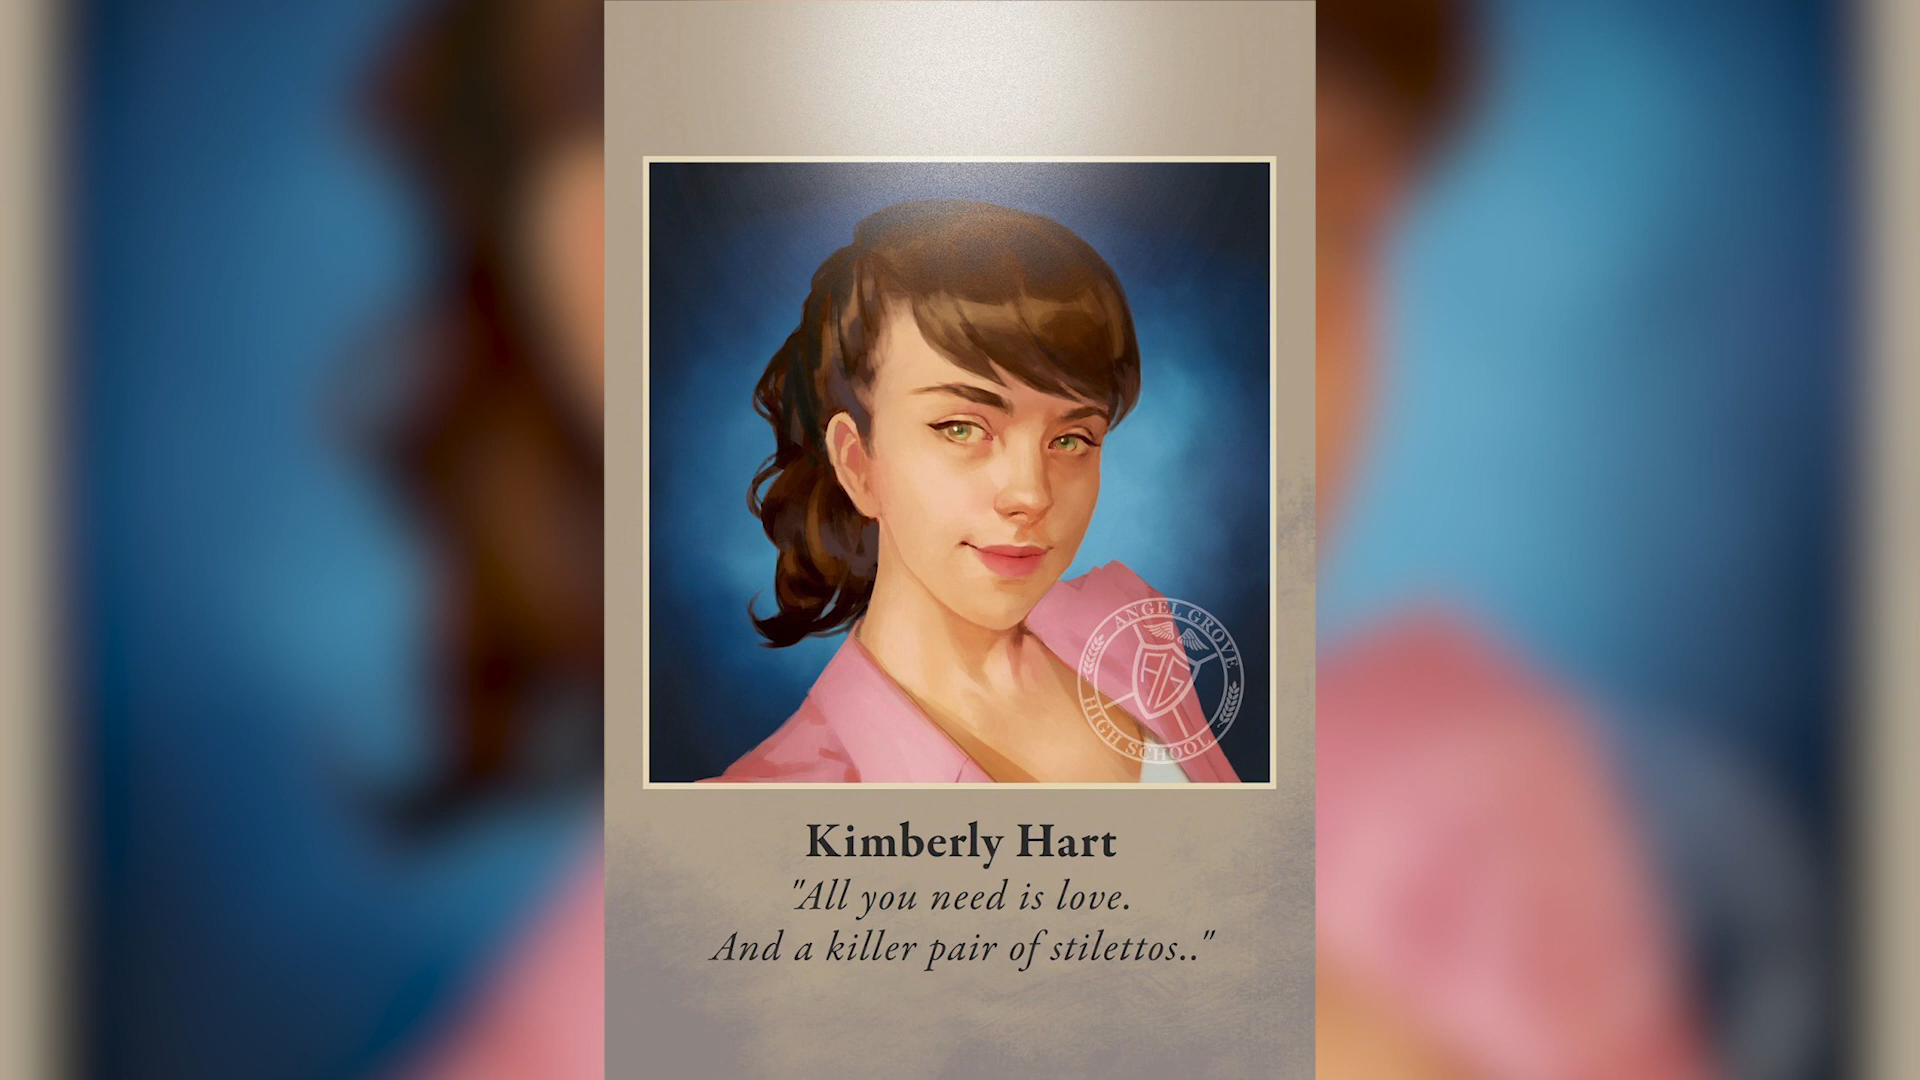 ANGEL GROVE
HIGH SCHOOL
AG
Kimberly Hart
"All you need is love.
And a killer pair of stilettos.."